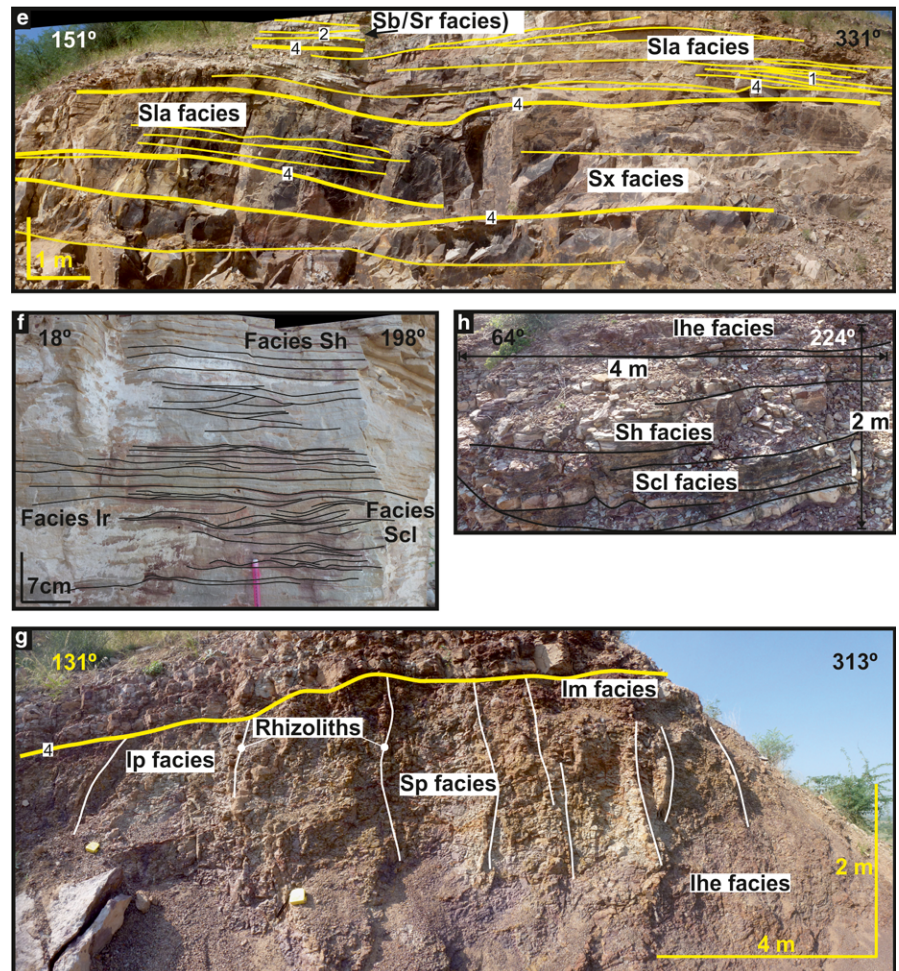 e
151º
Sb/Sr facies)
2
4
331º
Sla facies
1
4
Sla facies
4
4
Sx facies
4
1 m
f
18º
198º
Facies Sh
Facies Ir
Facies
Scl
7cm
h
64º
Ihe facies
224º
4 m
2 m
Sh facies
Scl facies
g
131º
313º
Im facies
4
Ip facies
Rhizoliths
Sp facies
Ihe facies
2 m
4 m